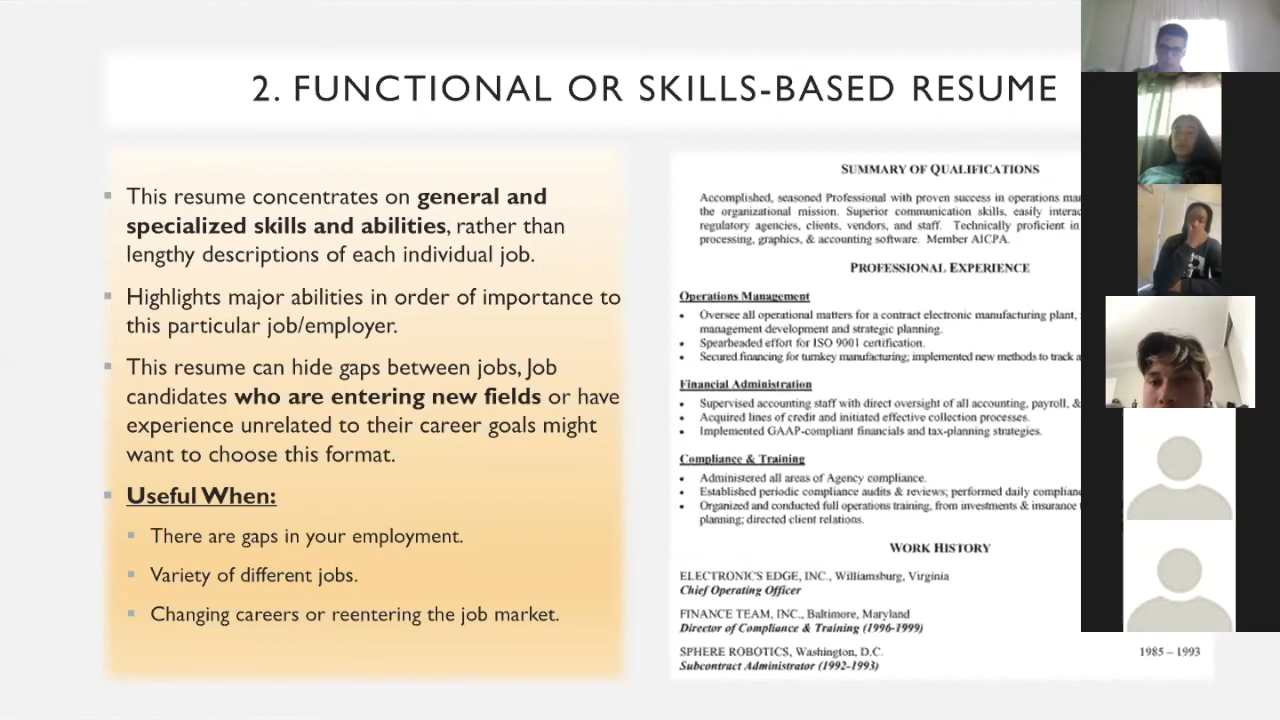 2. FUNCTIONAL OR SKILLS-BASED RESUME
This resume concentrates on general and
specialized skills and abilities, rather than
lengthy descriptions of each individual job.
Highlights major abilities in order of importance to
this particular job/employer.
This resume can hide gaps between jobs, Job
candidates who are entering new fields or have
experience unrelated to their career goals might
want to choose this format.
Useful When:
There are gaps in your employment.
Variety of different jobs.
Changing careers or reentering the job market.
SUMMARY OF QUALIFICATIONS
Accomplished, seasoned Professional with proven success in operations
the organizational mission. Superior communication skills, easily
regulatory agencies, clients, vendors, and staff. Technically proficient in
processing, graphics, & accounting software. Member AICPA.
PROFESSIONAL EXPERIENCE
Operations Management
• Oversee all operational matters for a contract electronic manufacturing plant,
management development and strategic planning.
• Spearheaded effort for ISO 9001 certification.
• Secured financing for turnkey manufacturing; implemented new methods to track
Financial Administration
• Supervised accounting staff with direct oversight of all accounting, payroll, &
• Acquired lines of credit and initiated effective collection processes.
• Implemented GAAP-compliant financials and tax-planning strategies.
Compliance & Training
• Administered all areas of Agency compliance.
• Established periodic compliance audits & reviews; performed daily
• Organized and conducted full operations training, from investments & insurance
planning; directed client relations.
WORK HISTORY
ELECTRONICS EDGE, INC., Williamsburg, Virginia
Chief Operating Officer
FINANCE TEAM, INC., Baltimore, Maryland
Director of Compliance & Training (1996-1999)
SPHERE ROBOTICS, Washington, D.C. 1985 – 1993
Subcontract Administrator (1992-1993)